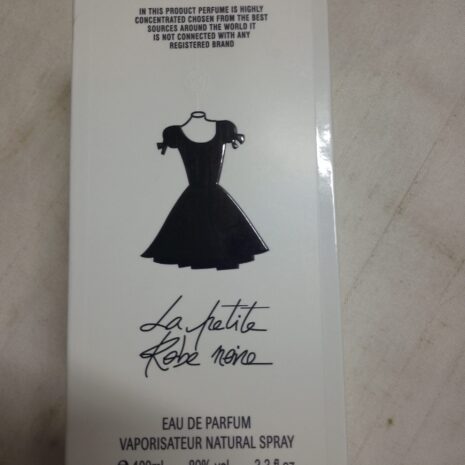 IN THIS PRODUCT PERFUME IS HIGHLY
CONCENTRATED CHOSEN FROM THE BEST
SOURCES AROUND THE WORLD IT
IS NOT CONNECTED WITH ANY
REGISTERED BRAND
La petite
Robe noire
EAU DE PARFUM
VAPORISATEUR NATURAL SPRAY